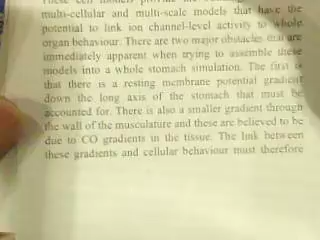 These cell models provide the
multi-cellular and multi-scale models that have the
potential to link ion channel-level activity to whole
organ behaviour. There are two major obstacles that are
immediately apparent when trying to assemble these
models into a whole stomach simulation. The first is
that there is a resting membrane potential gradient
down the long axis of the stomach that must be
accounted for. There is also a smaller gradient through
the wall of the musculature and these are believed to be
due to CO gradients in the tissue. The link between
these gradients and cellular behaviour must therefore